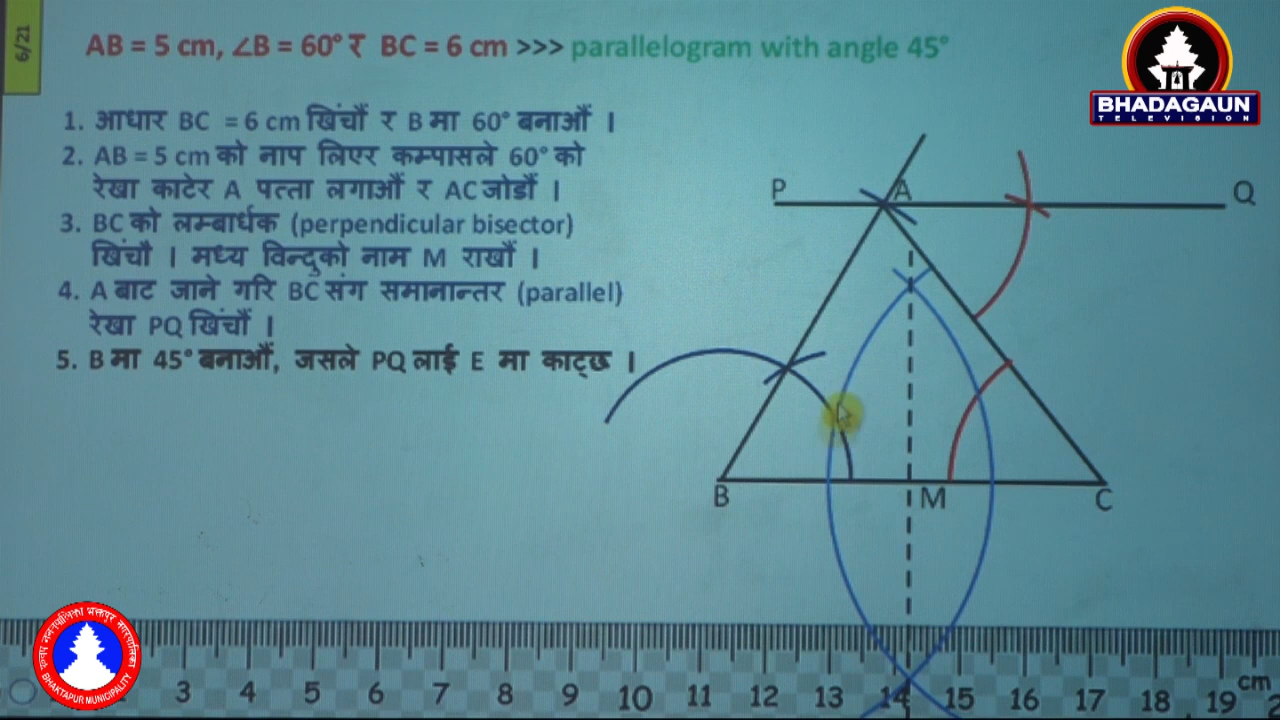 6/21
AB = 5 cm, ∠B = 60° र BC = 6 cm >>> parallelogram with angle 45°
BHADAGAUN
TELEVISION
1. आधार BC = 6 cm खिंचौं र B मा 60° बनाऔं ।
2. AB = 5 cm को नाप लिएर कम्पासले 60° को
रेखा काटेर A पत्ता लगाऔं र AC जोडौं ।
3. BC को लम्बार्धक (perpendicular bisector)
खिंचौ । मध्य विन्दुको नाम M राखौं ।
4. A बाट जाने गरि BC संग समानान्तर (parallel)
रेखा PQ खिंचौं ।
5. B मा 45° बनाऔं, जसले PQ लाई E मा काट्छ ।
P A Q
B M C
3 4 5 6 7 8 9 10 11 12 13 14 15 16 17 18 19 cm
BHAKTAPUR MUNICIPALITY